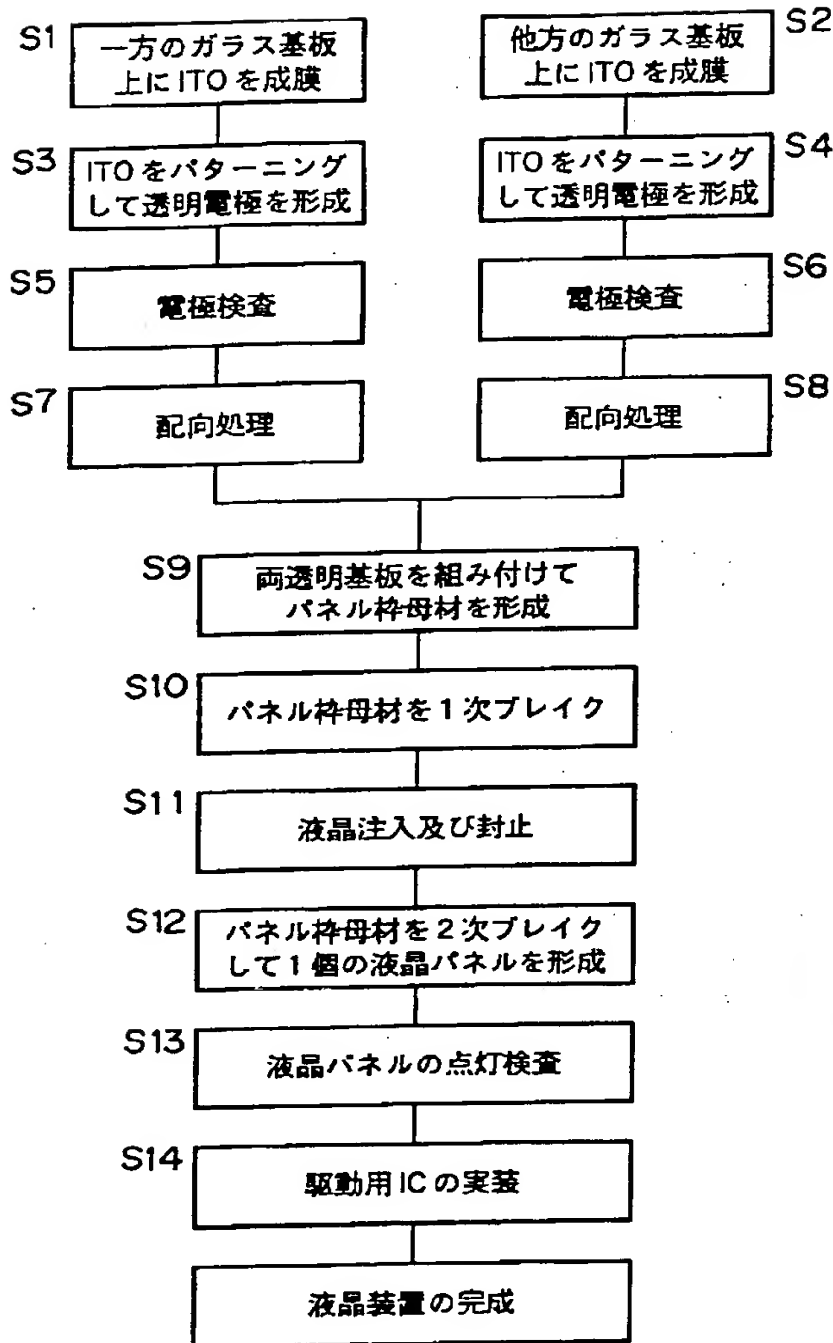 S1
一方のガラス基板
上にITOを成膜
S2
他方のガラス基板
上にITOを成膜
S3
ITOをパターニング
して透明電極を形成
S4
ITOをパターニング
して透明電極を形成
S5
電極検査
S6
電極検査
S7
配向処理
S8
配向処理
S9
両透明基板を組み付けて
パネル枠母材を形成
S10
パネル枠母材を1次ブレイク
S11
液晶注入及び封止
S12
パネル枠母材を2次ブレイク
して1個の液晶パネルを形成
S13
液晶パネルの点灯検査
S14
駆動用ICの実装
液晶装置の完成